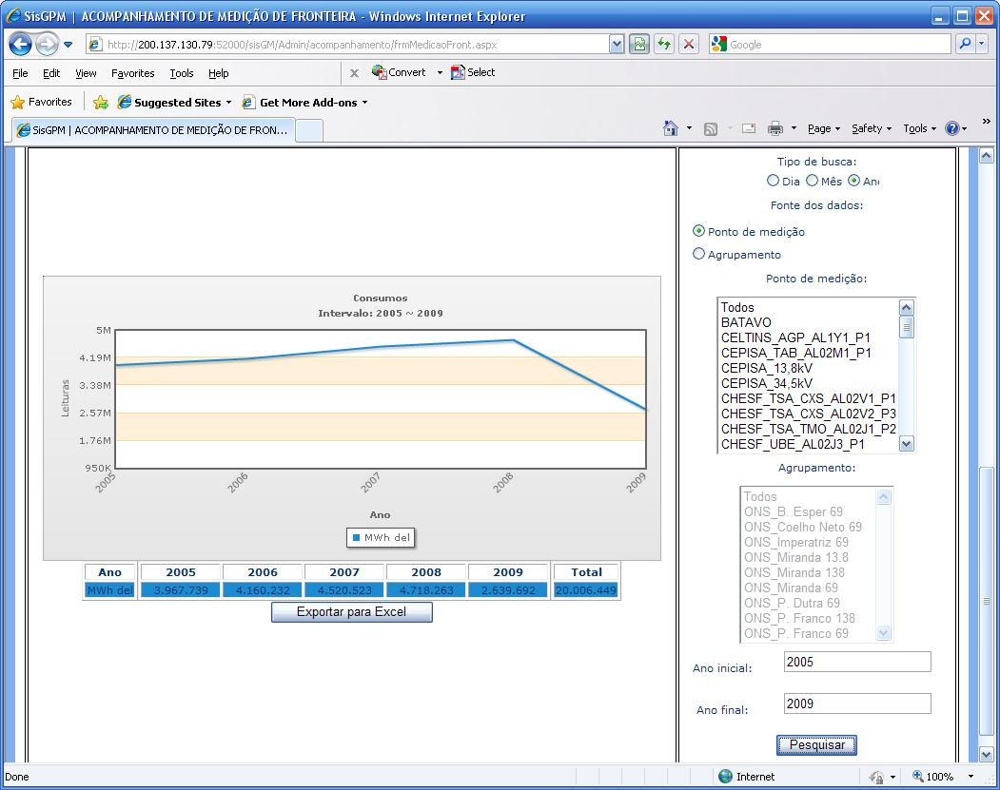 SisGPM | ACOMPANHAMENTO DE MEDIÇÃO DE FRONTEIRA - Windows Internet Explorer
http://200.137.130.79:52000/sisGM/Admin/acompanhamento/frmMedicaoFront.aspx
Google
File Edit View Favorites Tools Help
x Convert Select
Favorites Suggested Sites Get More Add-ons
SisGPM | ACOMPANHAMENTO DE MEDIÇÃO DE FRON...
Page Safety Tools »
Consumos
Intervalo: 2005 ~ 2009
5M
4.19M
3.38M
2.57M
1.76M
950K
Leituras
2005 2006 2007 2008 2009
Ano
MWh del
Ano 2005 2006 2007 2008 2009 Total
MWh del 3.967.739 4.160.232 4.520.523 4.718.263 2.639.692 20.006.449
Exportar para Excel
Tipo de busca:
Dia Mês An
Fonte dos dados:
Ponto de medição
Agrupamento
Ponto de medição:
Todos
BATAVO
CELTINS_AGP_AL1Y1_P1
CEPISA_TAB_AL02M1_P1
CEPISA_13,8kV
CEPISA_34,5kV
CHESF_TSA_CXS_AL02V1_P1
CHESF_TSA_CXS_AL02V2_P3
CHESF_TSA_TMO_AL02J1_P2
CHESF_UBE_AL02J3_P1
Agrupamento:
Todos
ONS_B. Esper 69
ONS_Coelho Neto 69
ONS_Imperatriz 69
ONS_Miranda 13.8
ONS_Miranda 138
ONS_Miranda 69
ONS_P. Dutra 69
ONS_P. Franco 138
ONS_P. Franco 69
Ano inicial: 2005
Ano final: 2009
Pesquisar
Done Internet 100%